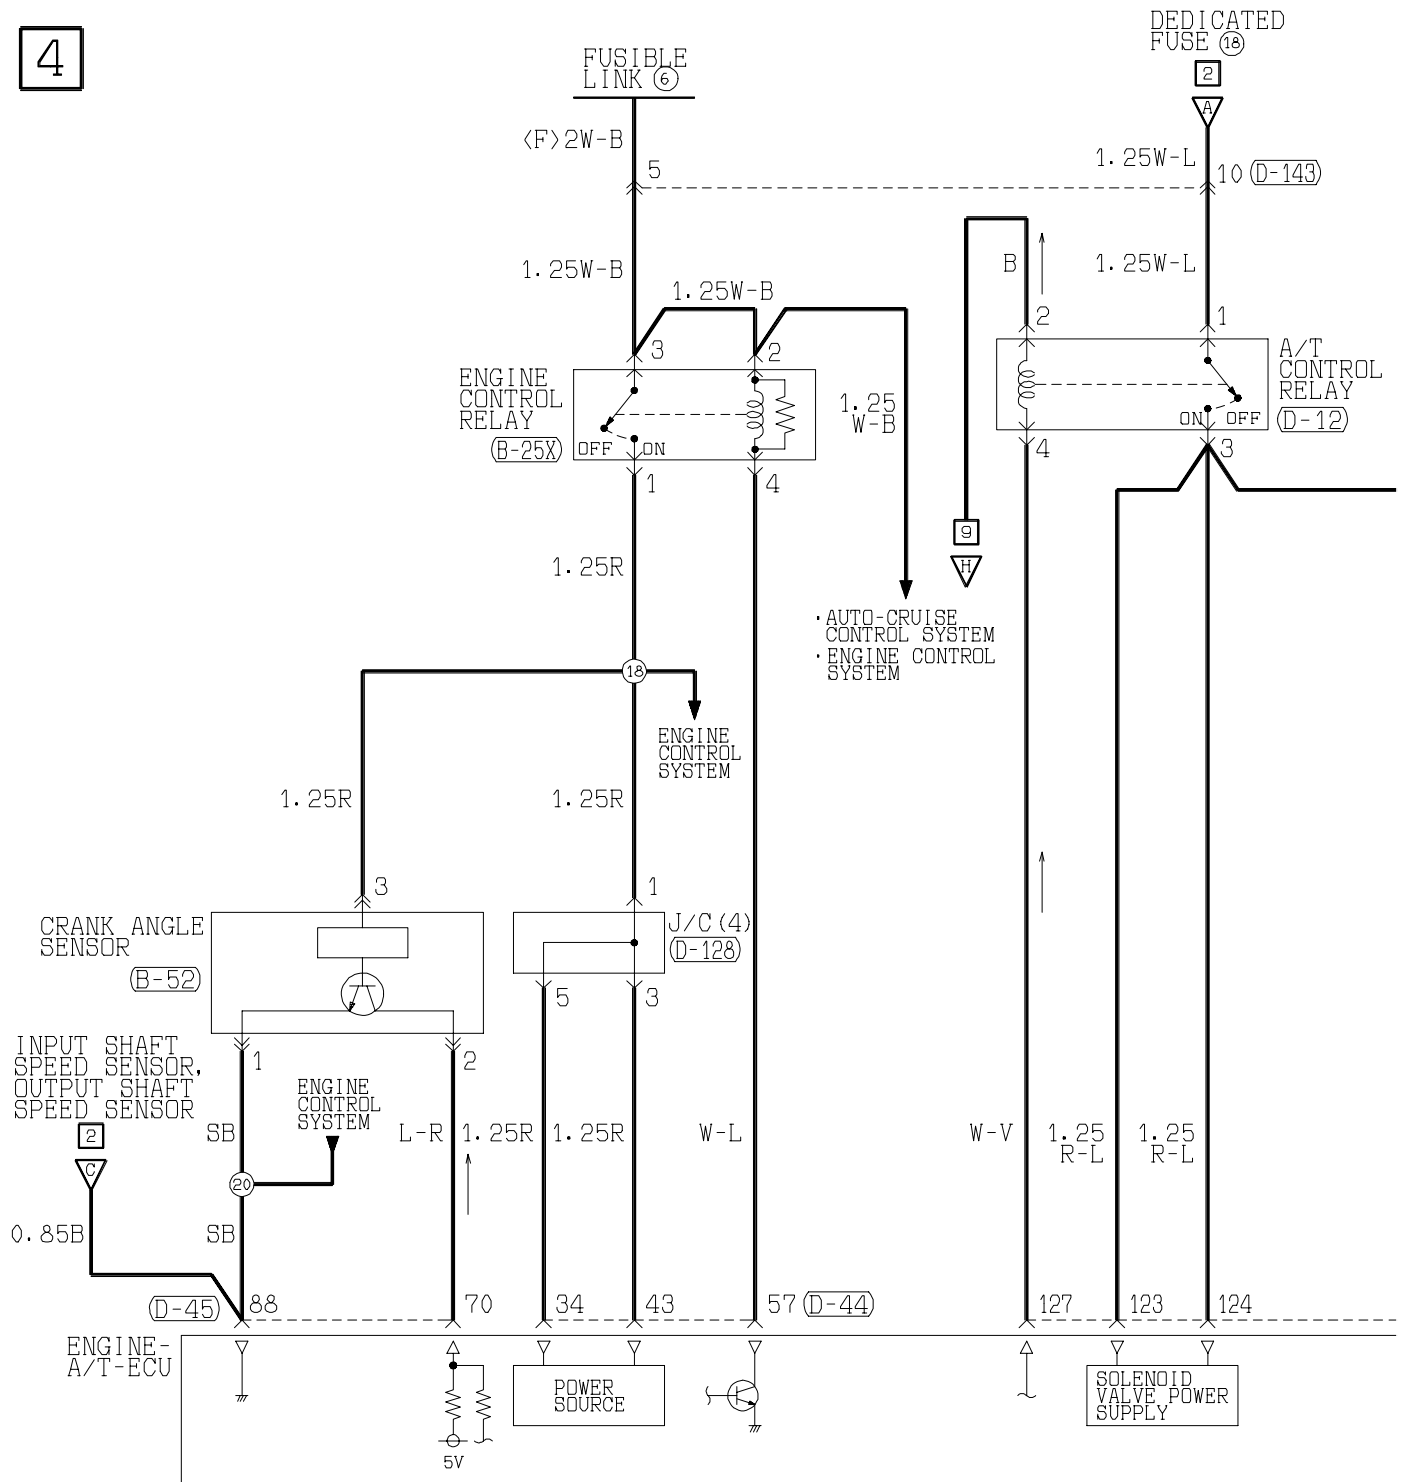 4
FUSIBLE
LINK 6
DEDICATED
FUSE 18
2
A
<F>2W-B
5
1.25W-L
10 (D-143)
1.25W-B
1.25W-B
B
1.25W-L
3
2
2
1
ENGINE
CONTROL
RELAY
(B-25X)
OFF
ON
1.25
W-B
A/T
CONTROL
RELAY
(D-12)
ON
OFF
1
4
4
3
9
H
1.25R
· AUTO-CRUISE
CONTROL SYSTEM
· ENGINE CONTROL
SYSTEM
18
ENGINE
CONTROL
SYSTEM
1.25R
1.25R
3
1
CRANK ANGLE
SENSOR
(B-52)
J/C (4)
(D-128)
5
3
1
2
INPUT SHAFT
SPEED SENSOR,
OUTPUT SHAFT
SPEED SENSOR
2
C
ENGINE
CONTROL
SYSTEM
SB
L-R
1.25R
1.25R
W-L
W-V
1.25
R-L
1.25
R-L
20
0.85B
SB
(D-45)
88
70
34
43
57 (D-44)
127
123
124
ENGINE-
A/T-ECU
POWER
SOURCE
SOLENOID
VALVE POWER
SUPPLY
5V